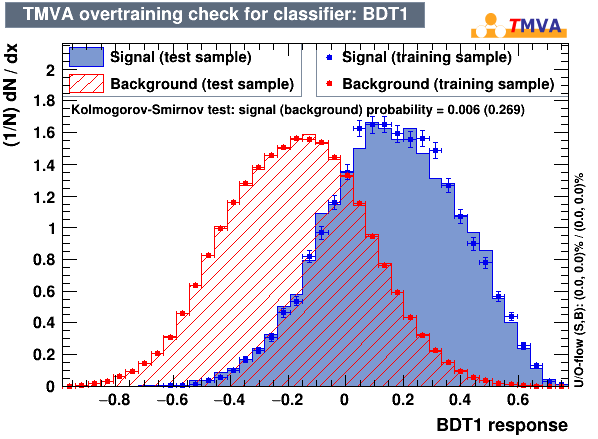 TMVA overtraining check for classifier: BDT1
TMVA
(1/N) dN / dx
Signal (test sample)
Background (test sample)
Signal (training sample)
Background (training sample)
Kolmogorov-Smirnov test: signal (background) probability = 0.006 (0.269)
2
1.8
1.6
1.4
1.2
1
0.8
0.6
0.4
0.2
0
−0.8
−0.6
−0.4
−0.2
0
0.2
0.4
0.6
BDT1 response
U/O-flow (S,B): (0.0, 0.0)% / (0.0, 0.0)%